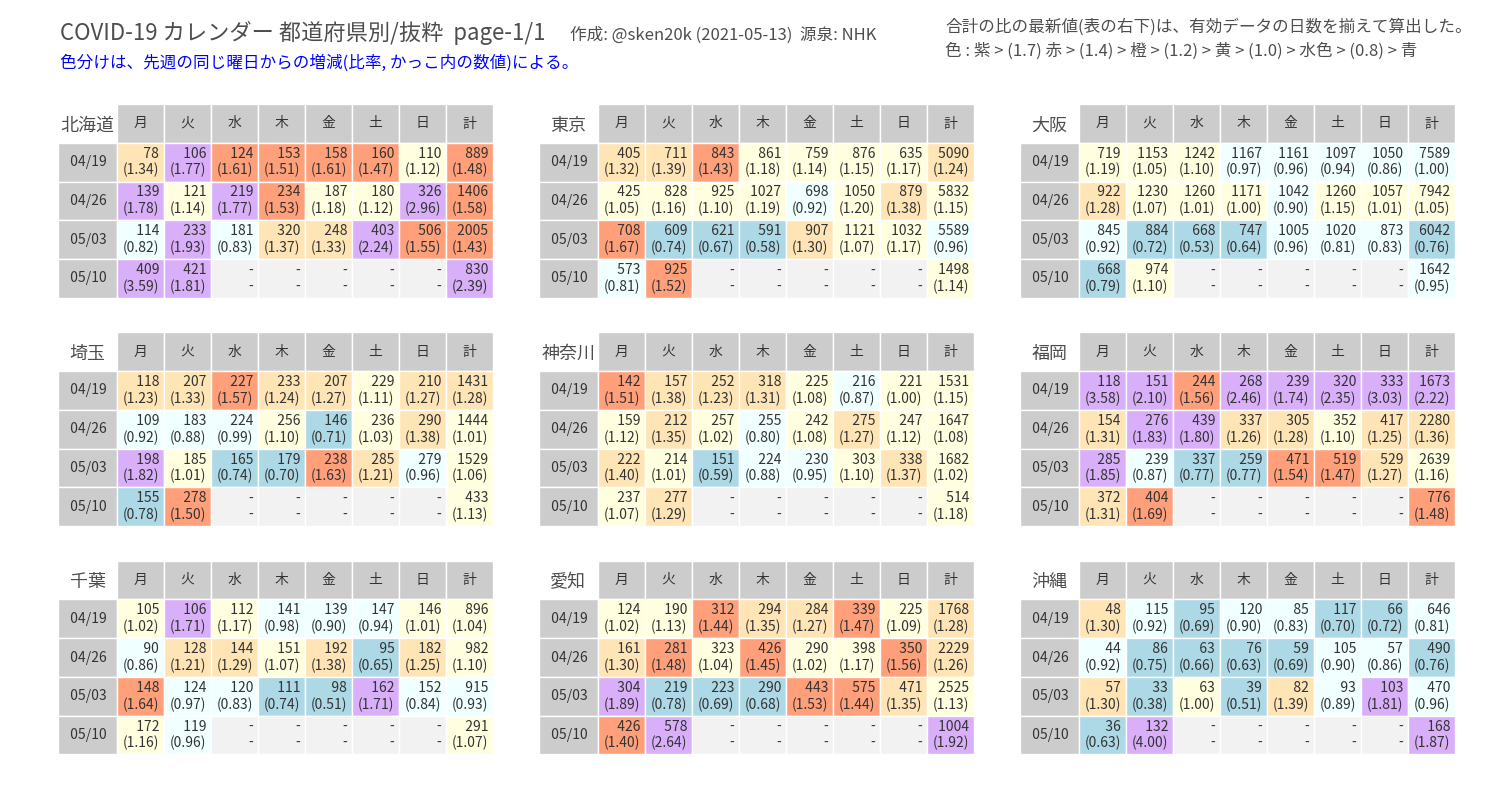 COVID-19 カレンダー 都道府県別/抜粋 page-1/1 作成: @sken20k (2021-05-13) 源泉: NHK
色分けは、先週の同じ曜日からの増減(比率, かっこ内の数値)による。
合計の比の最新値(表の右下)は、有効データの日数を揃えて算出した。
色 : 紫 > (1.7) 赤 > (1.4) > 橙 > (1.2) > 黄 > (1.0) > 水色 > (0.8) > 青
北海道 月 火 水 木 金 土 日 計
04/19 78 106 124 153 158 160 110 889
(1.34) (1.77) (1.61) (1.51) (1.61) (1.47) (1.12) (1.48)
04/26 139 121 219 234 187 180 326 1406
(1.78) (1.14) (1.77) (1.53) (1.18) (1.12) (2.96) (1.58)
05/03 114 233 181 320 248 403 506 2005
(0.82) (1.93) (0.83) (1.37) (1.33) (2.24) (1.55) (1.43)
05/10 409 421 - - - - - 830
(3.59) (1.81) - - - - - (2.39)
東京 月 火 水 木 金 土 日 計
04/19 405 711 843 861 759 876 635 5090
(1.32) (1.39) (1.43) (1.18) (1.14) (1.15) (1.17) (1.24)
04/26 425 828 925 1027 698 1050 879 5832
(1.05) (1.16) (1.10) (1.19) (0.92) (1.20) (1.38) (1.15)
05/03 708 609 621 591 907 1121 1032 5589
(1.67) (0.74) (0.67) (0.58) (1.30) (1.07) (1.17) (0.96)
05/10 573 925 - - - - - 1498
(0.81) (1.52) - - - - - (1.14)
大阪 月 火 水 木 金 土 日 計
04/19 719 1153 1242 1167 1161 1097 1050 7589
(1.19) (1.05) (1.10) (0.97) (0.96) (0.94) (0.86) (1.00)
04/26 922 1230 1260 1171 1042 1260 1057 7942
(1.28) (1.07) (1.01) (1.00) (0.90) (1.15) (1.01) (1.05)
05/03 845 884 668 747 1005 1020 873 6042
(0.92) (0.72) (0.53) (0.64) (0.96) (0.81) (0.83) (0.76)
05/10 668 974 - - - - - 1642
(0.79) (1.10) - - - - - (0.95)
埼玉 月 火 水 木 金 土 日 計
04/19 118 207 227 233 207 229 210 1431
(1.23) (1.33) (1.57) (1.24) (1.27) (1.11) (1.27) (1.28)
04/26 109 183 224 256 146 236 290 1444
(0.92) (0.88) (0.99) (1.10) (0.71) (1.03) (1.38) (1.01)
05/03 198 185 165 179 238 285 279 1529
(1.82) (1.01) (0.74) (0.70) (1.63) (1.21) (0.96) (1.06)
05/10 155 278 - - - - - 433
(0.78) (1.50) - - - - - (1.13)
神奈川 月 火 水 木 金 土 日 計
04/19 142 157 252 318 225 216 221 1531
(1.51) (1.38) (1.23) (1.31) (1.08) (0.87) (1.00) (1.15)
04/26 159 212 257 255 242 275 247 1647
(1.12) (1.35) (1.02) (0.80) (1.08) (1.27) (1.12) (1.08)
05/03 222 214 151 224 230 303 338 1682
(1.40) (1.01) (0.59) (0.88) (0.95) (1.10) (1.37) (1.02)
05/10 237 277 - - - - - 514
(1.07) (1.29) - - - - - (1.18)
福岡 月 火 水 木 金 土 日 計
04/19 118 151 244 268 239 320 333 1673
(3.58) (2.10) (1.56) (2.46) (1.74) (2.35) (3.03) (2.22)
04/26 154 276 439 337 305 352 417 2280
(1.31) (1.83) (1.80) (1.26) (1.28) (1.10) (1.25) (1.36)
05/03 285 239 337 259 471 519 529 2639
(1.85) (0.87) (0.77) (0.77) (1.54) (1.47) (1.27) (1.16)
05/10 372 404 - - - - - 776
(1.31) (1.69) - - - - - (1.48)
千葉 月 火 水 木 金 土 日 計
04/19 105 106 112 141 139 147 146 896
(1.02) (1.71) (1.17) (0.98) (0.90) (0.94) (1.01) (1.04)
04/26 90 128 144 151 192 95 182 982
(0.86) (1.21) (1.29) (1.07) (1.38) (0.65) (1.25) (1.10)
05/03 148 124 120 111 98 162 152 915
(1.64) (0.97) (0.83) (0.74) (0.51) (1.71) (0.84) (0.93)
05/10 172 119 - - - - - 291
(1.16) (0.96) - - - - - (1.07)
愛知 月 火 水 木 金 土 日 計
04/19 124 190 312 294 284 339 225 1768
(1.02) (1.13) (1.44) (1.35) (1.27) (1.47) (1.09) (1.28)
04/26 161 281 323 426 290 398 350 2229
(1.30) (1.48) (1.04) (1.45) (1.02) (1.17) (1.56) (1.26)
05/03 304 219 223 290 443 575 471 2525
(1.89) (0.78) (0.69) (0.68) (1.53) (1.44) (1.35) (1.13)
05/10 426 578 - - - - - 1004
(1.40) (2.64) - - - - - (1.92)
沖縄 月 火 水 木 金 土 日 計
04/19 48 115 95 120 85 117 66 646
(1.30) (0.92) (0.69) (0.90) (0.83) (0.70) (0.72) (0.81)
04/26 44 86 63 76 59 105 57 490
(0.92) (0.75) (0.66) (0.63) (0.69) (0.90) (0.86) (0.76)
05/03 57 33 63 39 82 93 103 470
(1.30) (0.38) (1.00) (0.51) (1.39) (0.89) (1.81) (0.96)
05/10 36 132 - - - - - 168
(0.63) (4.00) - - - - - (1.87)